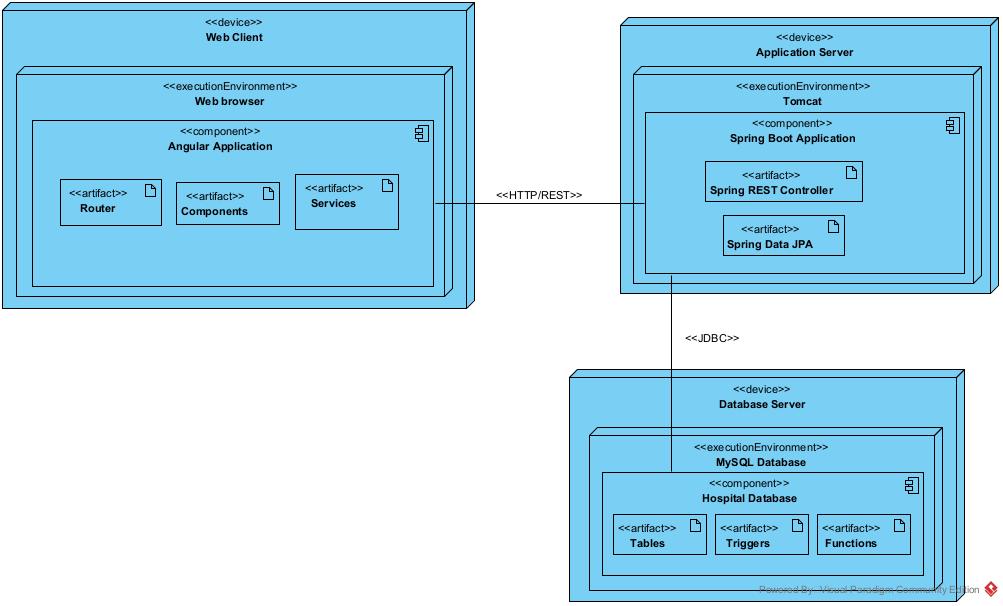 <<device>>
Web Client
<<executionEnvironment>>
Web browser
<<component>>
Angular Application
<<artifact>>
Router
<<artifact>>
Components
<<artifact>>
Services
<<HTTP/REST>>
<<device>>
Application Server
<<executionEnvironment>>
Tomcat
<<component>>
Spring Boot Application
<<artifact>>
Spring REST Controller
<<artifact>>
Spring Data JPA
<<JDBC>>
<<device>>
Database Server
<<executionEnvironment>>
MySQL Database
<<component>>
Hospital Database
<<artifact>>
Tables
<<artifact>>
Triggers
<<artifact>>
Functions
Powered By: Visual Paradigm Community Edition